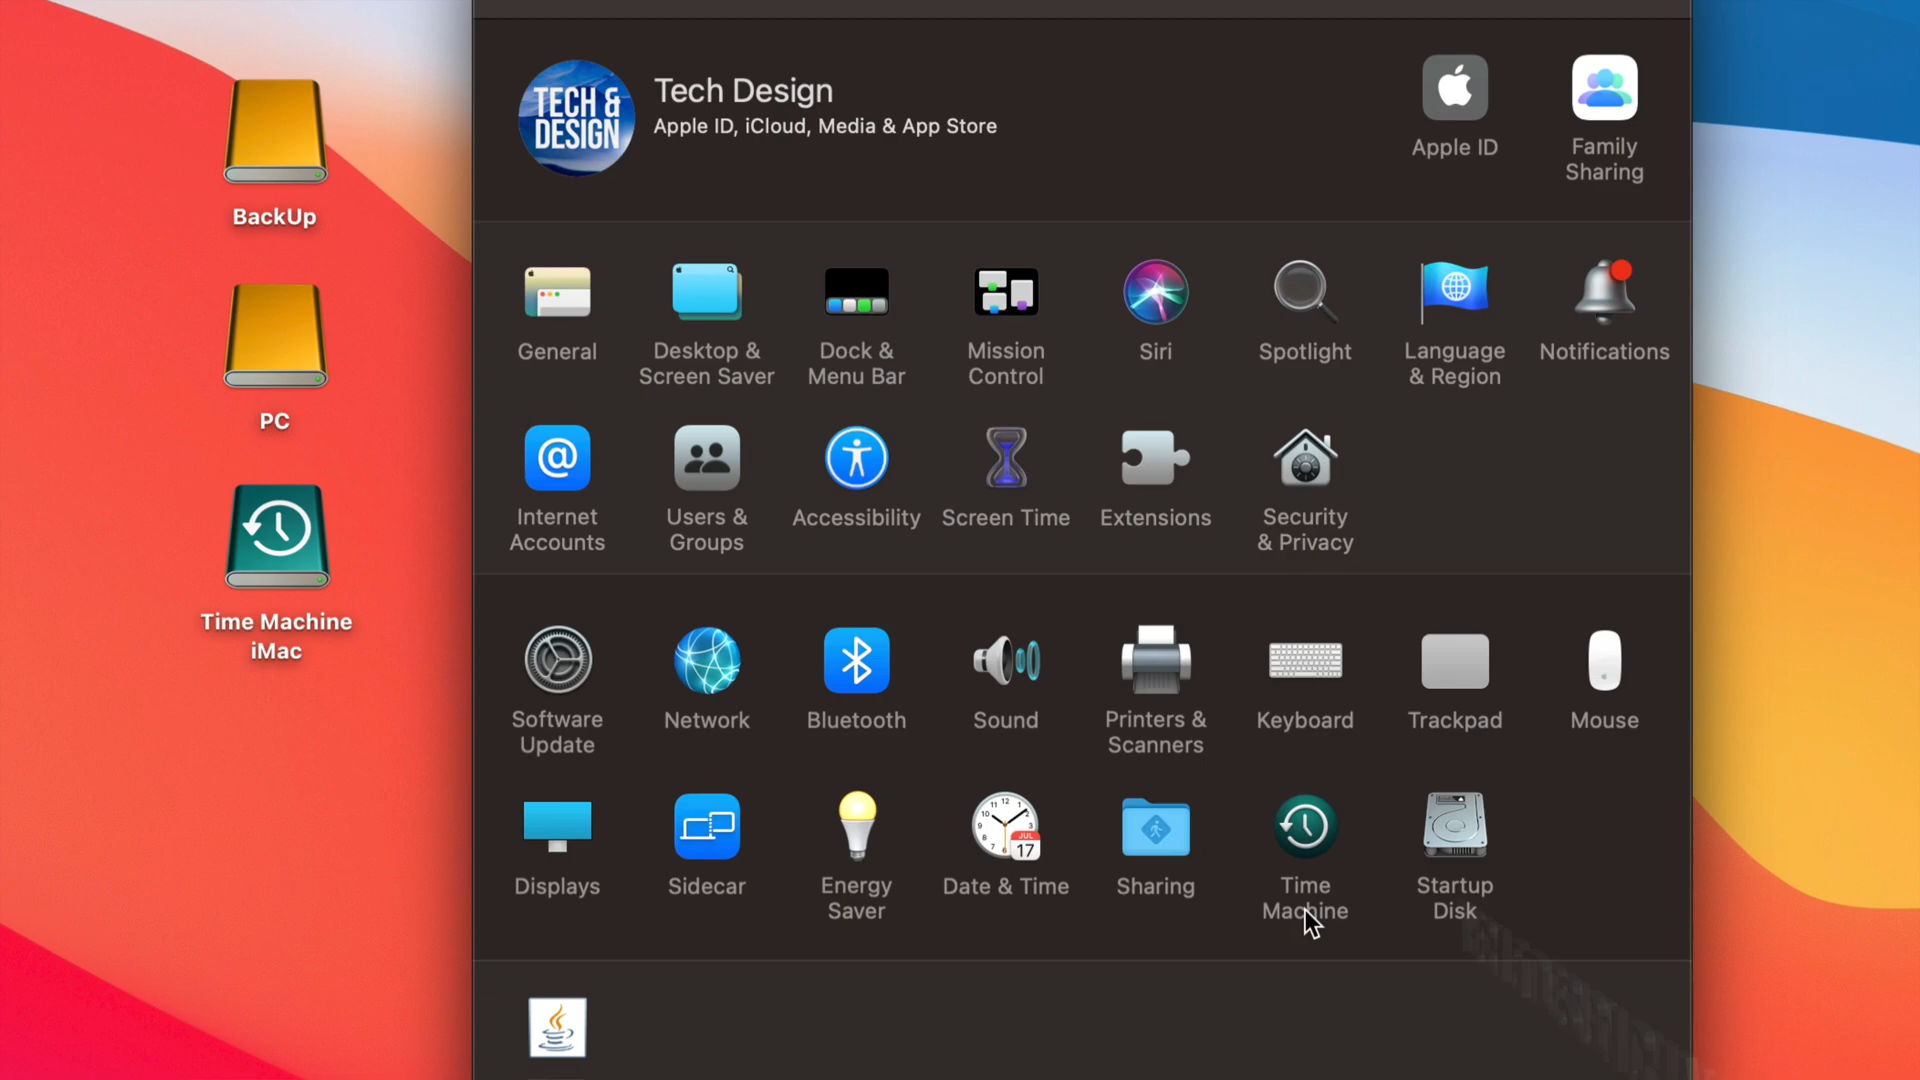 TECH &
DESIGN
Tech Design
Apple ID, iCloud, Media & App Store
Apple ID
Family
Sharing
BackUp
PC
Time Machine
iMac
General
Desktop &
Screen Saver
Dock &
Menu Bar
Mission
Control
Siri
Spotlight
Language
& Region
Notifications
@
Internet
Accounts
Users &
Groups
Accessibility
Screen Time
Extensions
Security
& Privacy
Software
Update
Network
Bluetooth
Sound
Printers &
Scanners
Keyboard
Trackpad
Mouse
Displays
Sidecar
Energy
Saver
JUL
17
Date & Time
Sharing
Time
Machine
Startup
Disk